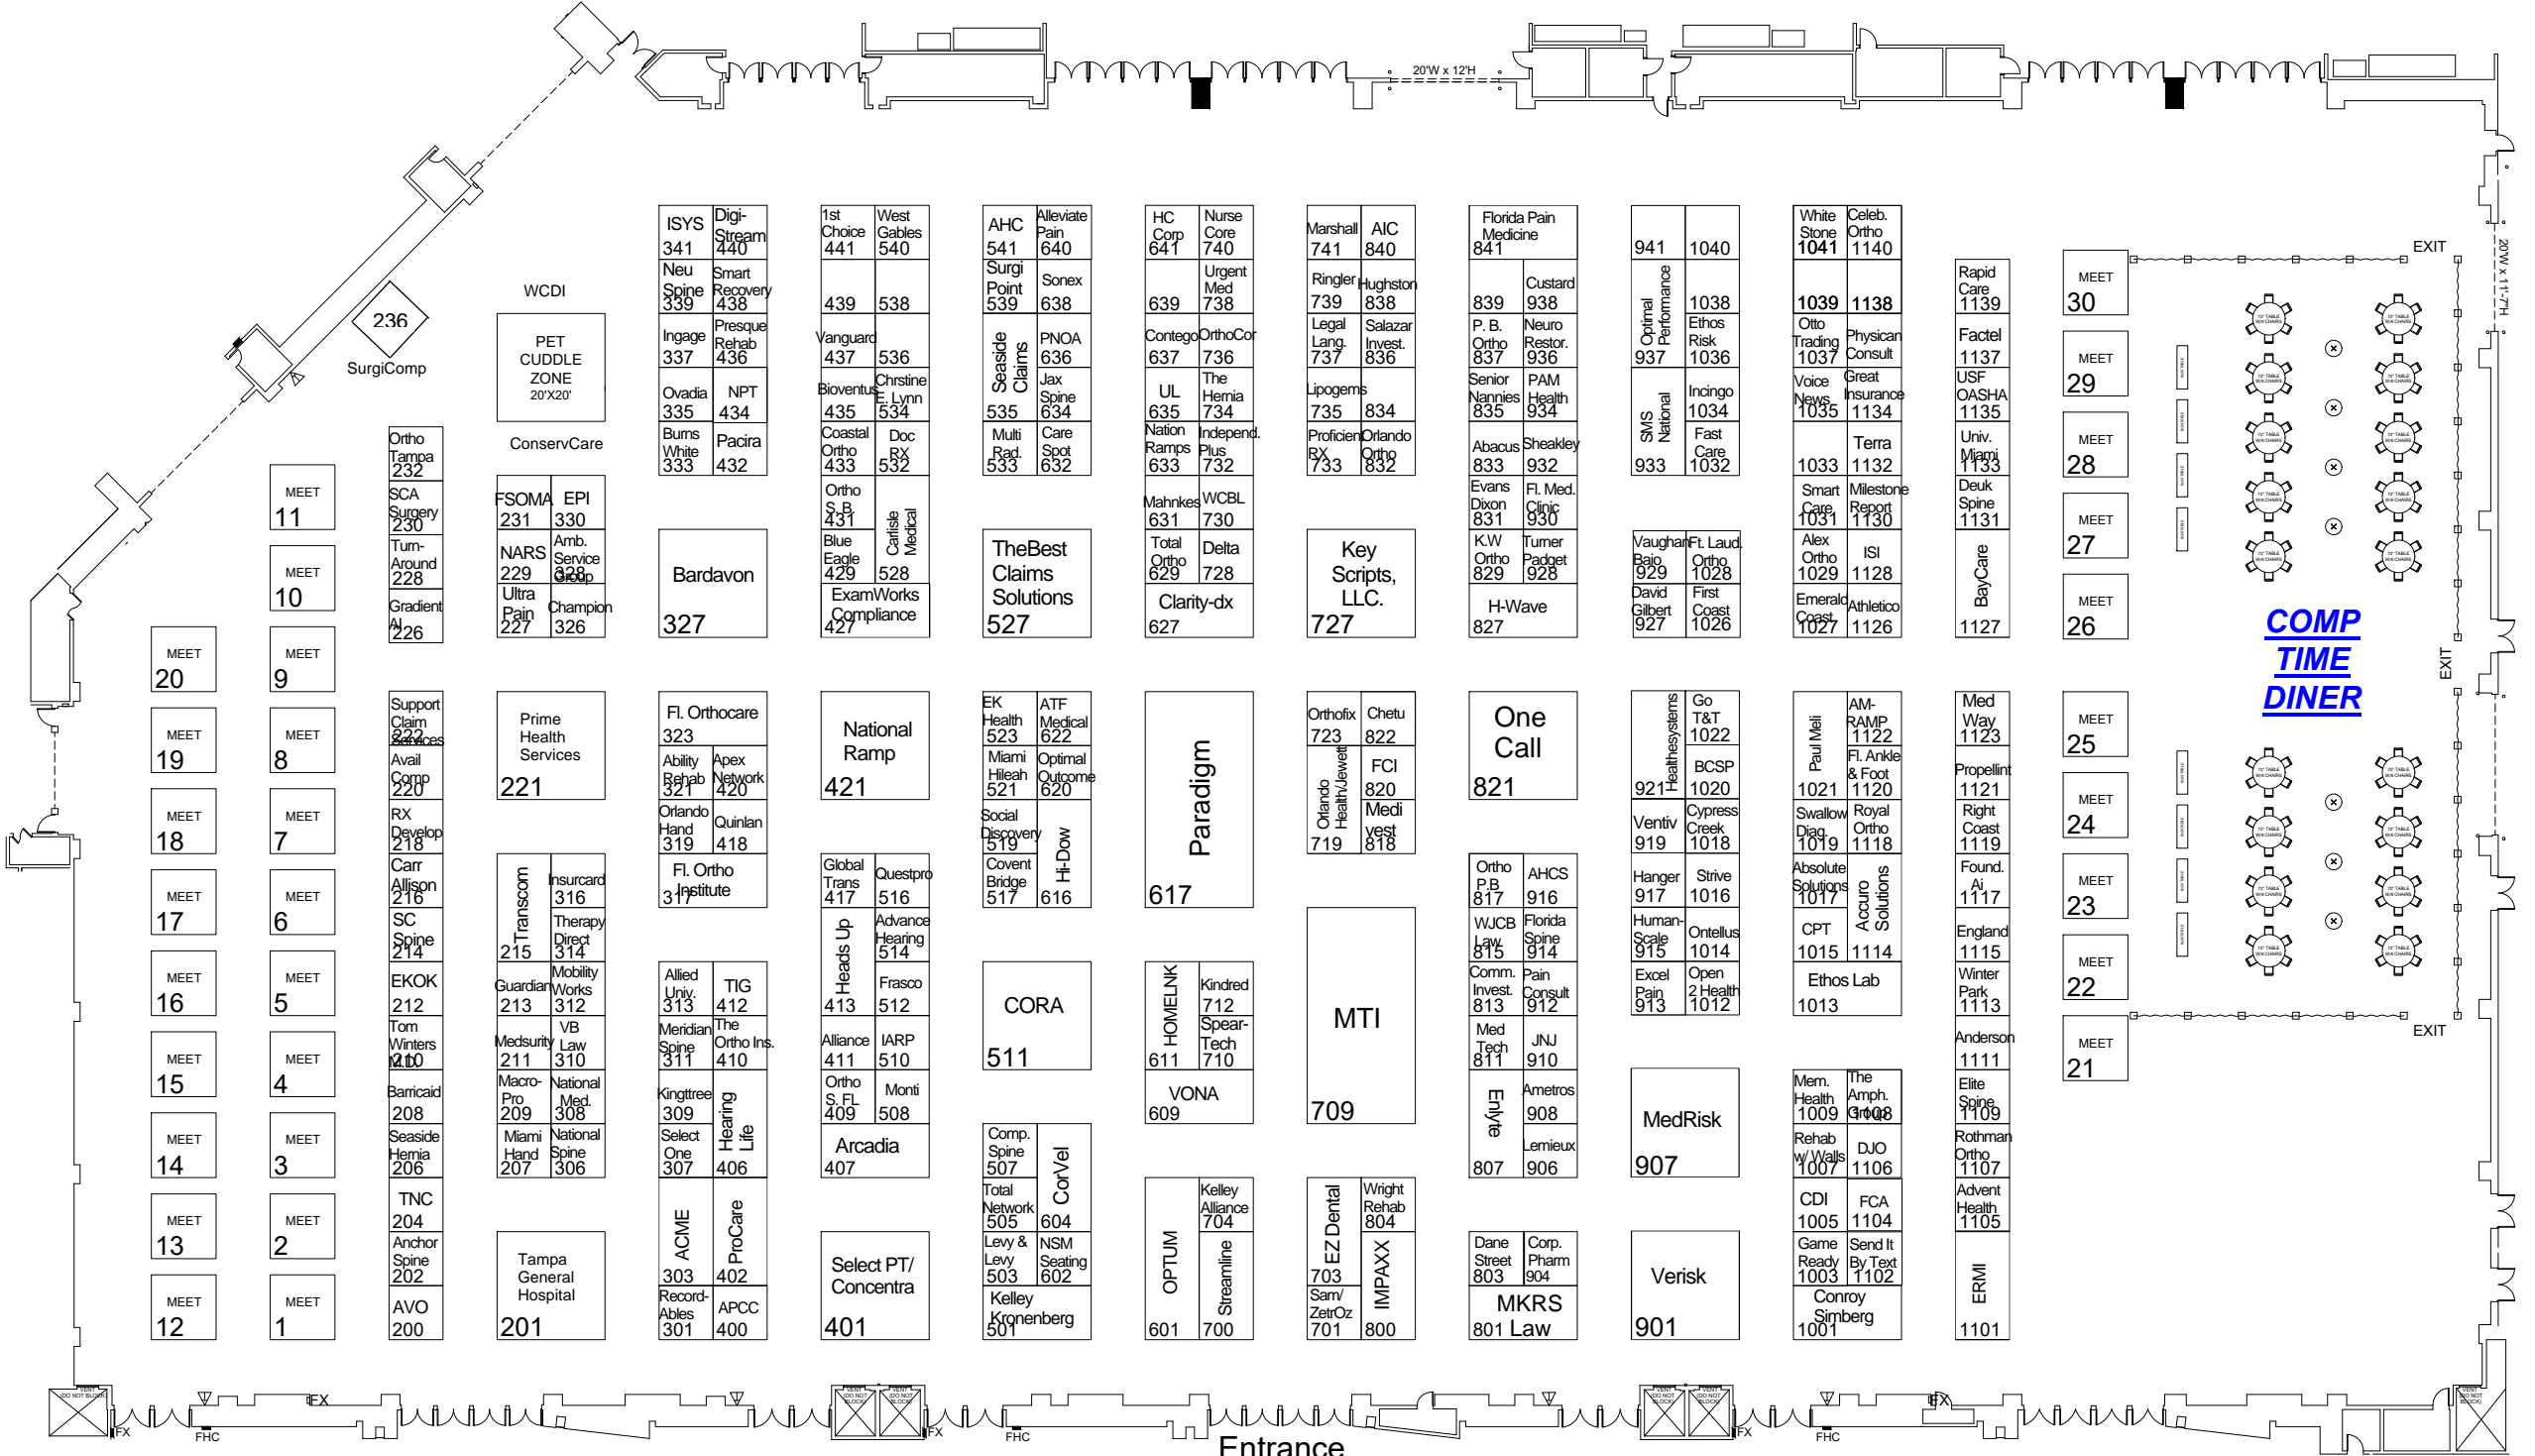 20'W x 12'H
20'W x 11'-7"H
EXIT
WCDI
PET
CUDDLE
ZONE
20'X20'
ConservCare
236
SurgiComp
ISYS
341
Digi-
Stream
440
Neu
Spine
339
Smart
Recovery
438
Ingage
337
Presque
Rehab
436
Ovadia
335
NPT
434
Burns
White
333
Pacira
432
1st
Choice
441
West
Gables
540
439
538
Vanguard
437
536
Bioventus
435
Chrstine
E. Lynn
534
Coastal
Ortho
433
Doc
RX
532
Ortho
S. B.
431
Carlisle
Medical
528
Blue
Eagle
429
ExamWorks
Compliance
427
AHC
541
Alleviate
Pain
640
Surgi
Point
539
Sonex
638
Seaside
Claims
535
PNOA
636
Jax
Spine
634
Multi
Rad.
533
Care
Spot
632
TheBest
Claims
Solutions
527
HC
Corp
641
Nurse
Core
740
639
Urgent
Med
738
Contego
637
OrthoCor
736
UL
635
The
Hernia
734
Nation
Ramps
633
Independ.
Plus
732
Mahnkes
631
WCBL
730
Total
Ortho
629
Delta
728
Clarity-dx
627
Marshall
741
AIC
840
Ringler
739
Hughston
838
Legal
Lang.
737
Salazar
Invest.
836
Lipogems
735
834
Proficient
RX
733
Orlando
Ortho
832
Key
Scripts,
LLC.
727
Florida Pain
Medicine
841
839
Custard
938
P. B.
Ortho
837
Neuro
Restor.
936
Senior
Nannies
835
PAM
Health
934
Abacus
833
Sheakley
932
Evans
Dixon
831
Fl. Med.
Clinic
930
K.W
Ortho
829
Turner
Padget
928
H-Wave
827
941
1040
Optimal
Performance
937
1038
Ethos
Risk
1036
SMS
National
933
Incingo
1034
Fast
Care
1032
Vaughan
Bajo
929
Ft. Laud.
Ortho
1028
David
Gilbert
927
First
Coast
1026
White
Stone
1041
Celeb.
Ortho
1140
1039
1138
Otto
Trading
1037
Physican
Consult
Voice
News
1035
Great
Insurance
1134
1033
Terra
1132
Smart
Care
1031
Milestone
Report
1130
Alex
Ortho
1029
ISI
1128
Emerald
Coast
1027
Athletico
1126
Rapid
Care
1139
Factel
1137
USF
OASHA
1135
Univ.
Miami
1133
Deuk
Spine
1131
BayCare
1127
MEET
30
MEET
29
MEET
28
MEET
27
MEET
26
MEET
25
MEET
24
MEET
23
MEET
22
MEET
21
COMP
TIME
DINER
EXIT
EXIT
Ortho
Tampa
232
SCA
Surgery
230
Turn-
Around
228
Gradient
AI
226
FSOMA
231
EPI
330
NARS
229
Amb.
Service
Group
328
Ultra
Pain
227
Champion
326
Bardavon
327
MEET
11
MEET
10
MEET
9
MEET
8
MEET
7
MEET
6
MEET
5
MEET
4
MEET
3
MEET
2
MEET
1
MEET
20
MEET
19
MEET
18
MEET
17
MEET
16
MEET
15
MEET
14
MEET
13
MEET
12
Support
Claim
Services
222
Avail
Comp
220
RX
Develop
218
Carr
Allison
216
SC
Spine
214
EKOK
212
Tom
Winters
M.D.
210
Barricaid
208
Seaside
Hernia
206
TNC
204
Anchor
Spine
202
AVO
200
Prime
Health
Services
221
Transcom
215
Insurcard
316
Therapy
Direct
314
Guardian
213
Mobility
Works
312
Medsurity
211
VB
Law
310
Macro-
Pro
209
National
Med.
308
Miami
Hand
207
National
Spine
306
Tampa
General
Hospital
201
Fl. Orthocare
323
Ability
Rehab
321
Apex
Network
420
Orlando
Hand
319
Quinlan
418
Fl. Ortho
Institute
317
Allied
Univ.
313
TIG
412
Meridian
Spine
311
The
Ortho Ins.
410
Kingttree
309
Hearing
Life
406
Select
One
307
ACME
303
ProCare
402
Record-
Ables
301
APCC
400
National
Ramp
421
Global
Trans
417
Questpro
516
Heads Up
413
Advance
Hearing
514
Frasco
512
Alliance
411
IARP
510
Ortho
S. FL
409
Monti
508
Arcadia
407
Select PT/
Concentra
401
EK
Health
523
ATF
Medical
622
Miami
Hileah
521
Optimal
Outcome
620
Social
Discovery
519
Hi-Dow
616
Covent
Bridge
517
CORA
511
Comp.
Spine
507
CorVel
604
Total
Network
505
Levy &
Levy
503
NSM
Seating
602
Kelley
Kronenberg
501
Paradigm
617
HOMELNK
611
Kindred
712
Spear-
Tech
710
VONA
609
OPTUM
601
Kelley
Alliance
704
Streamline
700
Orthofix
723
Chetu
822
Orlando
Health/Jewett
719
FCI
820
Medi
vest
818
MTI
709
EZ Dental
703
Wright
Rehab
804
Sam/
ZetrOz
701
IMPAXX
800
One
Call
821
Ortho
P.B
817
AHCS
916
WJCB
Law
815
Florida
Spine
914
Comm.
Invest.
813
Pain
Consult
912
Med
Tech
811
JNJ
910
Enlyte
807
Ametros
908
Lemieux
906
Dane
Street
803
Corp.
Pharm
904
MKRS
Law
801
Healthesystems
921
Go
T&T
1022
BCSP
1020
Ventiv
919
Cypress
Creek
1018
Hanger
917
Strive
1016
Human-
Scale
915
Ontellus
1014
Excel
Pain
913
Open
2 Health
1012
MedRisk
907
Verisk
901
Paul Meli
1021
AM-
RAMP
1122
Fl. Ankle
& Foot
1120
Swallow
Diag.
1019
Royal
Ortho
1118
Absolute
Solutions
1017
Accuro
Solutions
1114
CPT
1015
Ethos Lab
1013
Mem.
Health
1009
The
Amph.
Group
1108
Rehab
w/ Walls
1007
DJO
1106
CDI
1005
FCA
1104
Game
Ready
1003
Send It
By Text
1102
Conroy
Simberg
1001
Med
Way
1123
Propellint
1121
Right
Coast
1119
Found.
Ai
1117
England
1115
Winter
Park
1113
Anderson
1111
Elite
Spine
1109
Rothman
Ortho
1107
Advent
Health
1105
ERMI
1101
FX
FX
FHC
FX
FHC
FX
FX
FHC
Entrance